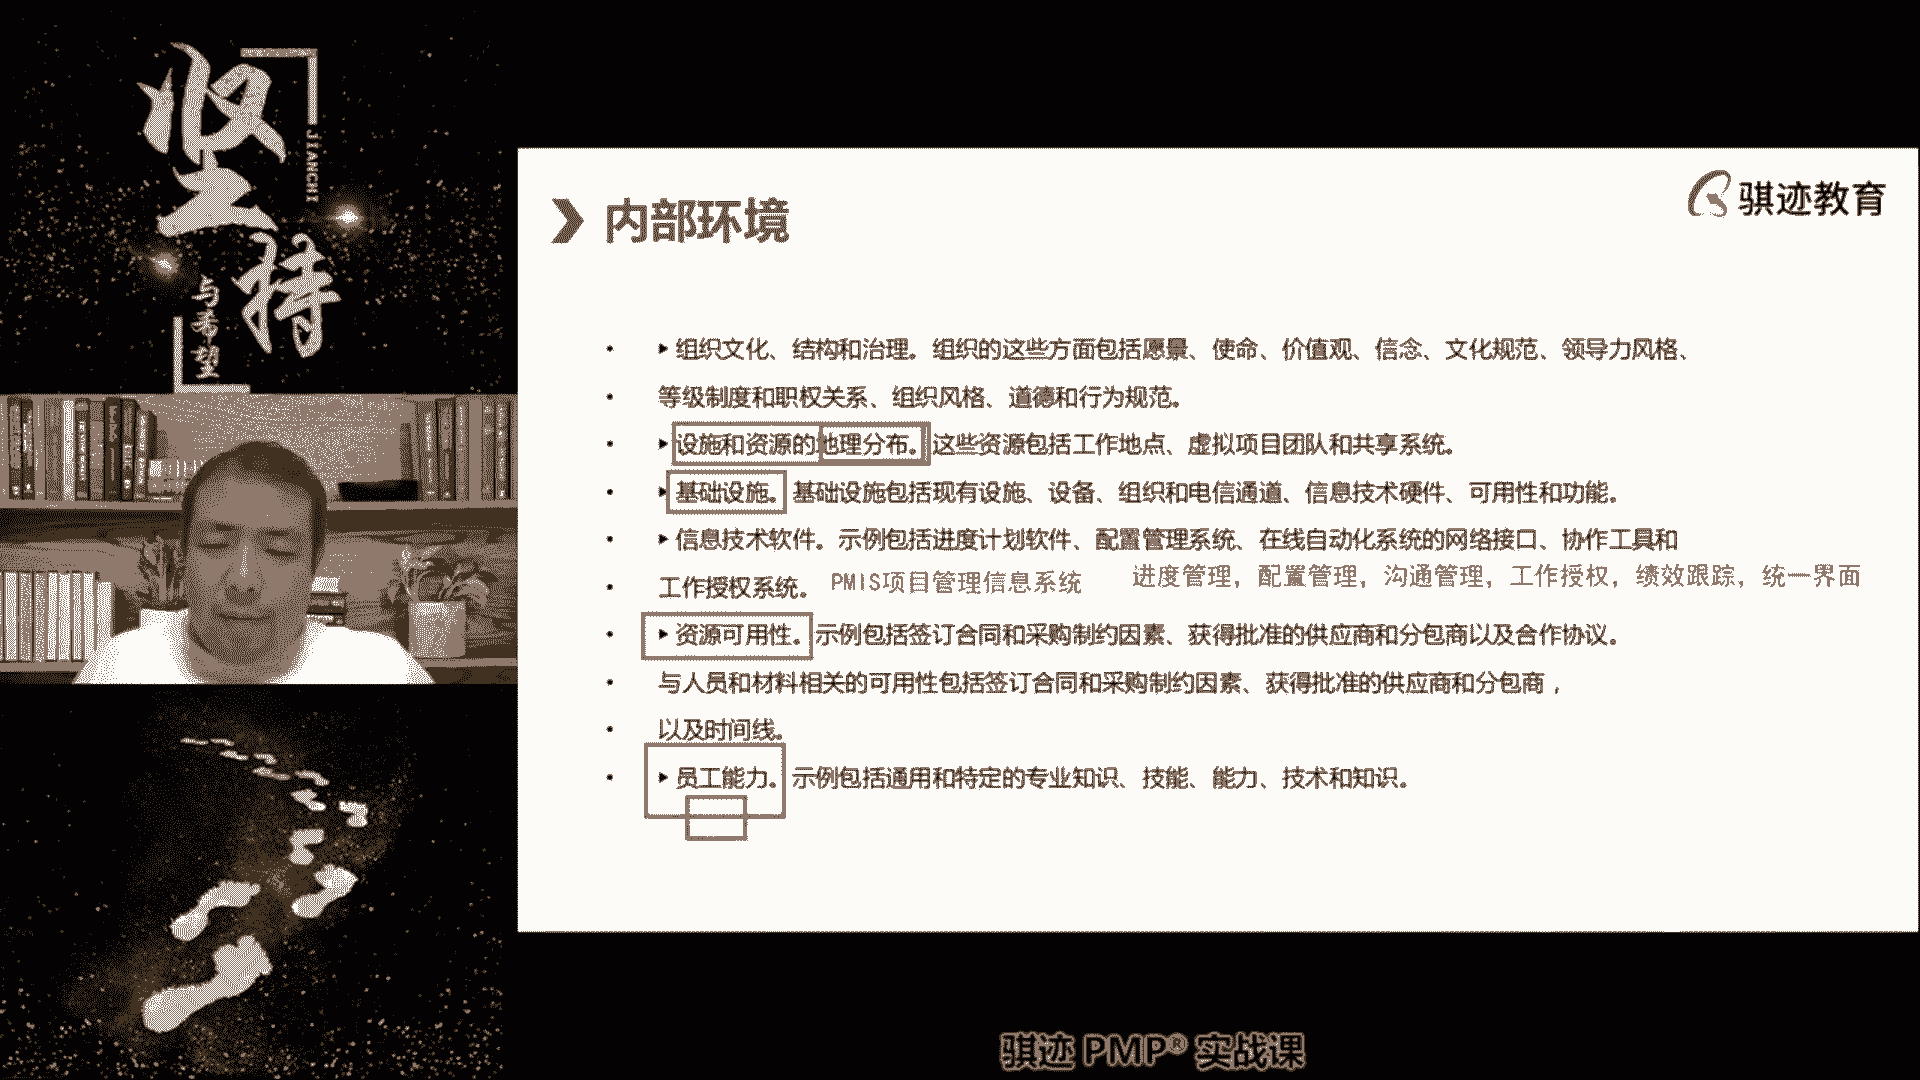 坚持
JIANCHI
与希望
骐迹教育
内部环境
组织文化、结构和治理。组织的这些方面包括愿景、使命、价值观、信念、文化规范、领导力风格、
等级制度和职权关系、组织风格、道德和行为规范。
设施和资源的地理分布。这些资源包括工作地点、虚拟项目团队和共享系统。
基础设施。基础设施包括现有设施、设备、组织和电信通道、信息技术硬件、可用性和功能。
信息技术软件。示例包括进度计划软件、配置管理系统、在线自动化系统的网络接口、协作工具和
工作授权系统。 PMIS项目管理信息系统 进度管理，配置管理，沟通管理，工作授权，绩效跟踪，统一界面
资源可用性。示例包括签订合同和采购制约因素、获得批准的供应商和分包商以及合作协议。
与人员和材料相关的可用性包括签订合同和采购制约因素、获得批准的供应商和分包商，
以及时间线。
员工能力。示例包括通用和特定的专业知识、技能、能力、技术和知识。
骐迹 PMP® 实战课